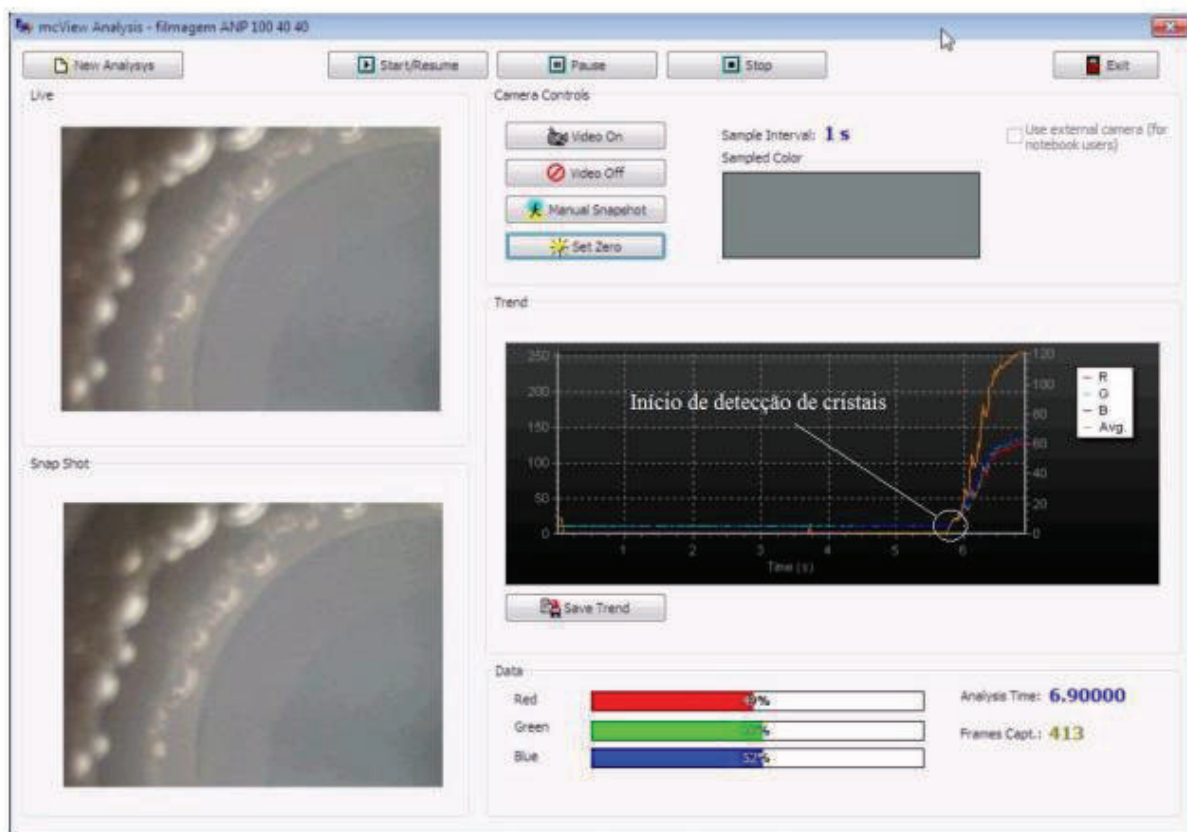 mcView Analysis - filmagem ANP 100 40 40
New Analysys Start/Resume Pause Stop Exit
Live
Camera Controls
Video On
Video Off
Manual Snapshot
Set Zero
Sample Interval: 1 s
Sampled Color
Use external camera (for
notebook users)
Trend
250
200
150
100
50
0
120
100
80
60
40
20
0
1 2 3 4 5 6
Time (s)
Início de detecção de cristais
R
G
B
Avg.
Save Trend
Snap Shot
Data
Red
Green
Blue
52%
Analysis Time: 6.90000
Frames Capt.: 413